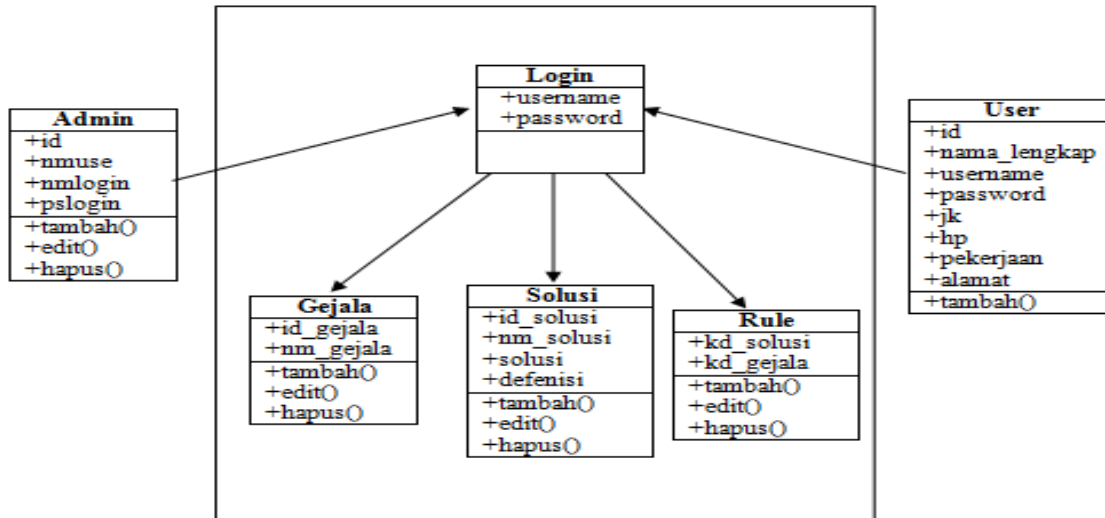 Login
+username
+password
Admin
+id
+nmuse
+nmlogin
+pslogin
+tambah()
+edit()
+hapus()
User
+id
+nama_lengkap
+username
+password
+jk
+hp
+pekerjaan
+alamat
+tambah()
Gejala
+id_gejala
+nm_gejala
+tambah()
+edit()
+hapus()
Solusi
+id_solusi
+nm_solusi
+solusi
+defenisi
+tambah()
+edit()
+hapus()
Rule
+kd_solusi
+kd_gejala
+tambah()
+edit()
+hapus()